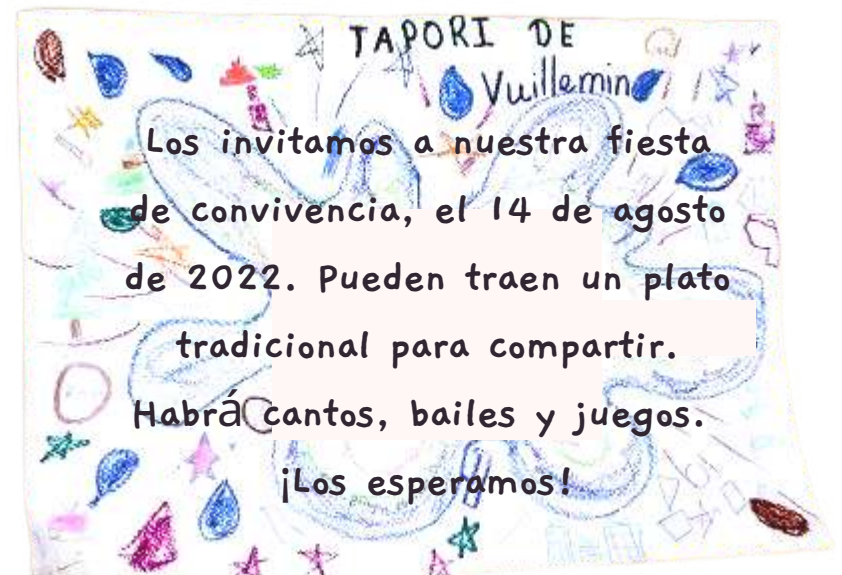 TAPORI DE
Vuillemin
Los invitamos a nuestra fiesta
de convivencia, el 14 de agosto
de 2022. Pueden traen un plato
tradicional para compartir.
Habrá cantos, bailes y juegos.
¡Los esperamos!